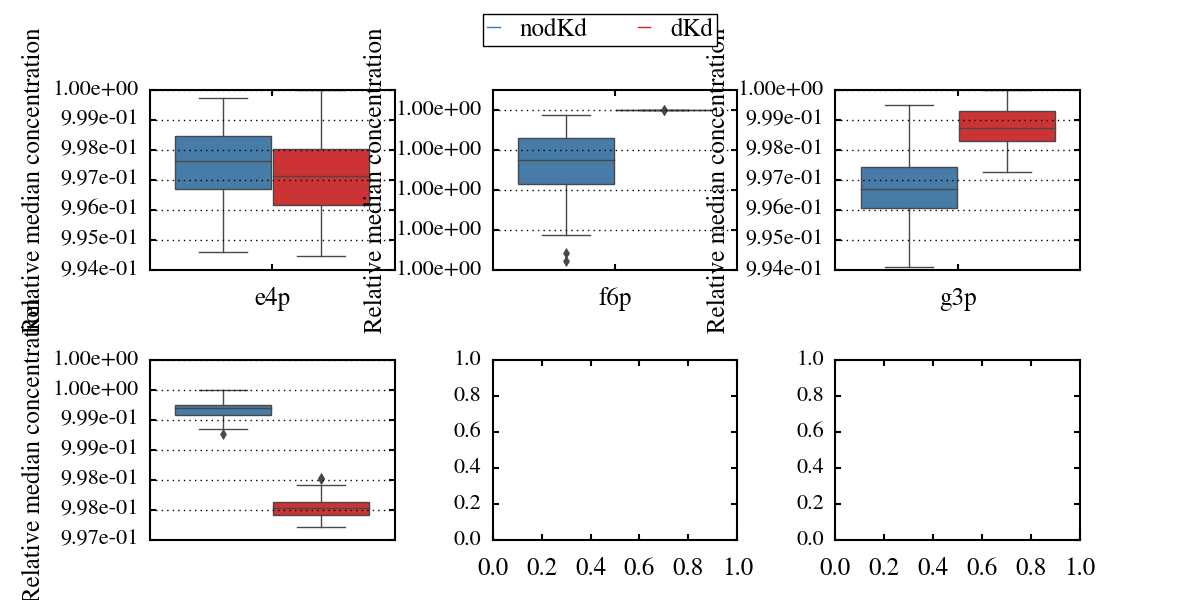 nodKd dKd
Relative median concentration
1.00e+00
9.99e-01
9.98e-01
9.97e-01
9.96e-01
9.95e-01
9.94e-01
e4p
Relative median concentration
1.00e+00
1.00e+00
1.00e+00
1.00e+00
1.00e+00
f6p
Relative median concentration
1.00e+00
9.99e-01
9.98e-01
9.97e-01
9.96e-01
9.95e-01
9.94e-01
g3p
Relative median concentration
1.00e+00
1.00e+00
9.99e-01
9.99e-01
9.98e-01
9.98e-01
9.97e-01
1.0
0.8
0.6
0.4
0.2
0.0
0.0 0.2 0.4 0.6 0.8 1.0
1.0
0.8
0.6
0.4
0.2
0.0
0.0 0.2 0.4 0.6 0.8 1.0